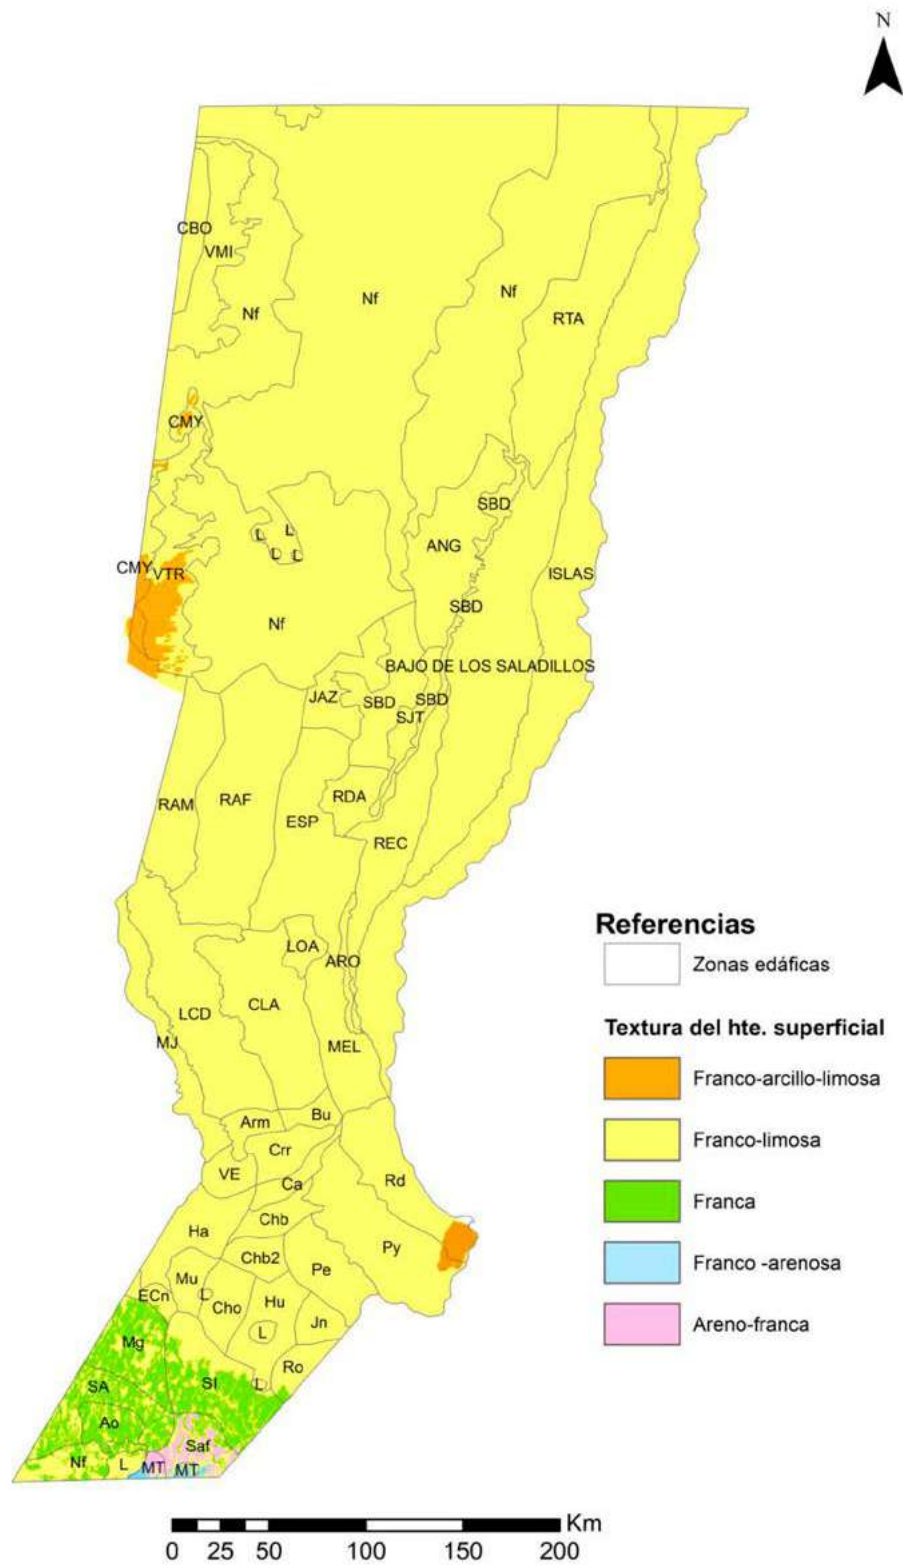 N
CBO
VMI
Nf
Nf
Nf
RTA
CMY
SBD
L
L
L
L
ANG
CMY
VTR
ISLAS
SBD
Nf
BAJO DE LOS SALADILLOS
JAZ
SBD
SBD
SJT
RAM
RAF
RDA
ESP
REC
LOA
ARO
LCD
CLA
MJ
MEL
Arm
Bu
Crr
VE
Ca
Rd
Chb
Ha
Py
Chb2
Pe
Mu
ECn
L
Cho
Hu
Jn
L
Mg
Ro
SA
SI
L
Ao
Saf
Nf
L
MT
MT
Referencias
Zonas edáficas
Textura del hte. superficial
Franco-arcillo-limosa
Franco-limosa
Franca
Franco -arenosa
Areno-franca
Km
0 25 50 100 150 200